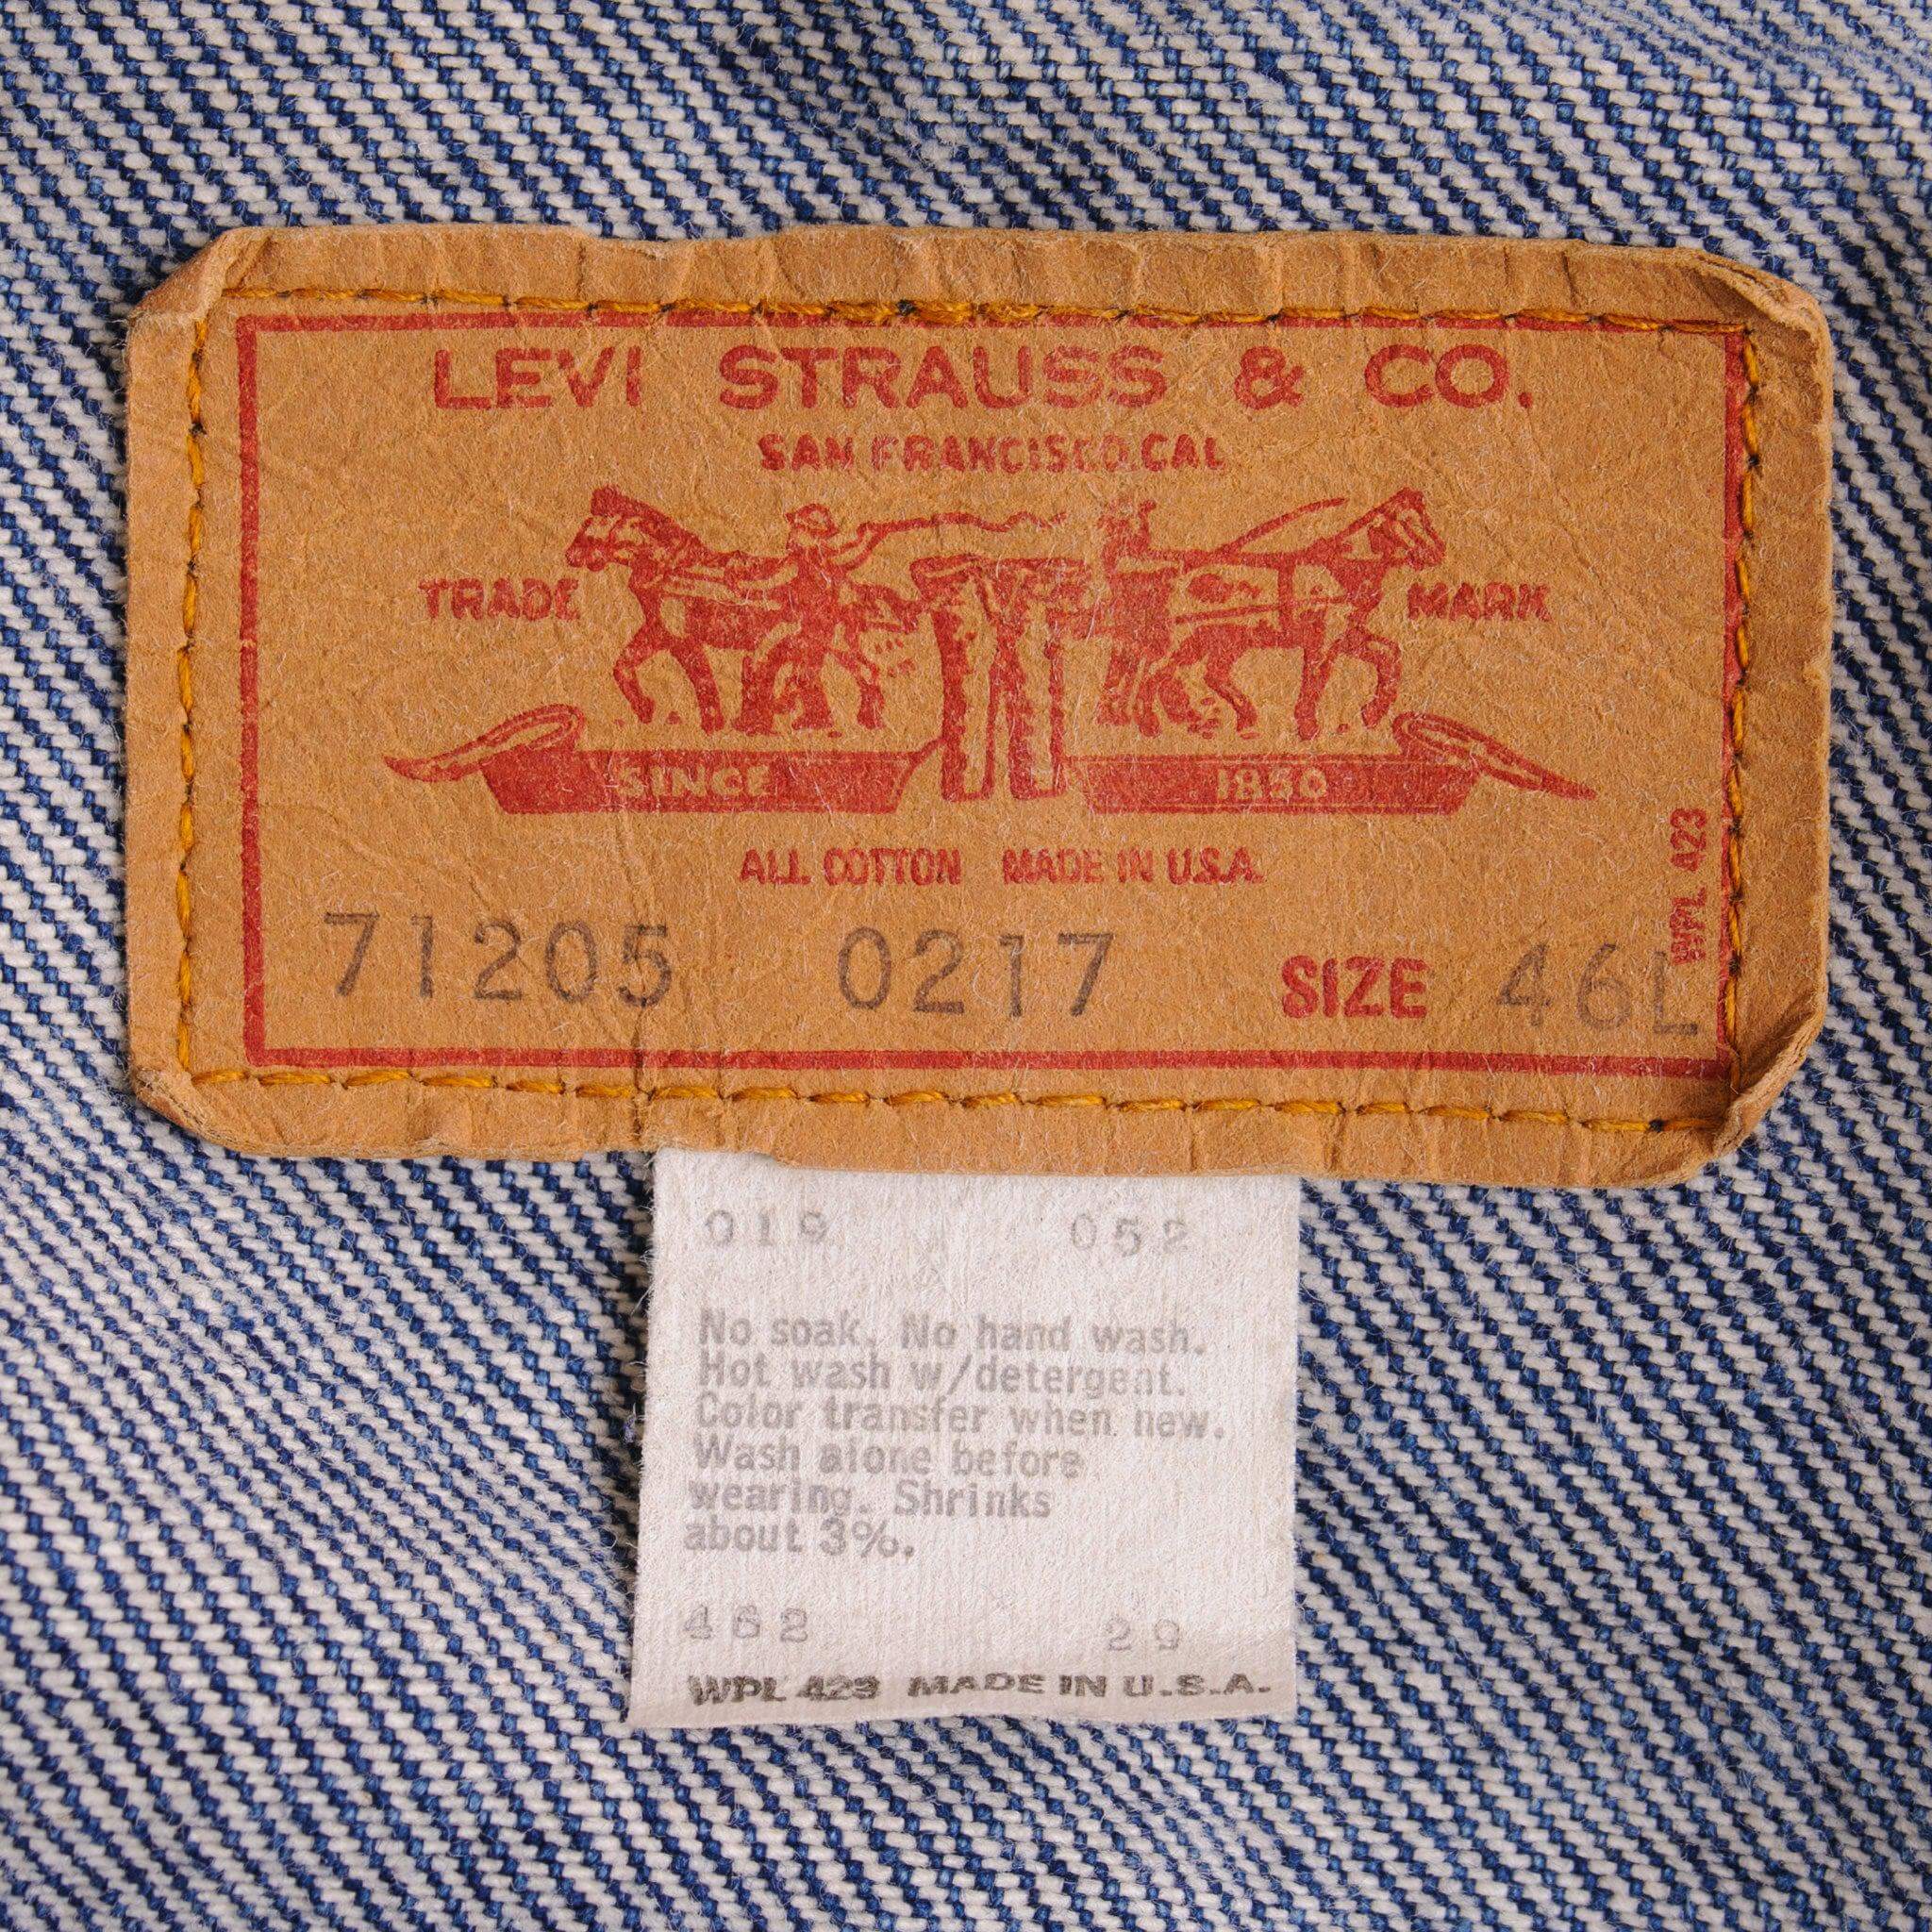 LEVI STRAUSS & CO.
SAN FRANCISCO, CAL
TRADE MARK
SINCE 1850
ALL COTTON MADE IN U.S.A.
WPL 423
71205 0217 SIZE 46L
019 052
No soak. No hand wash.
Hot wash w/detergent.
Color transfer when new.
Wash alone before
wearing. Shrinks
about 3%.
462 29
WPL 423 MADE IN U.S.A.